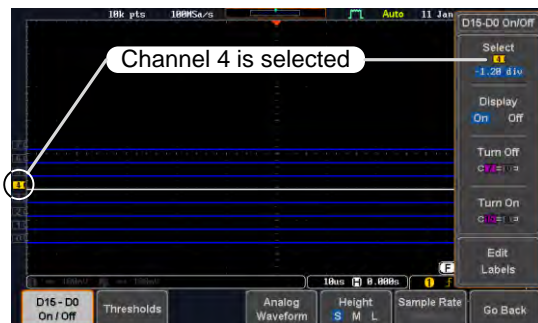 10k pts 100MSa/s Auto 11 Jan
D15-D0 On/Off
Select
4
-1.20 div
Channel 4 is selected
Display
On Off
Turn Off
Turn On
4
Edit
Labels
F
10us H 0.000s 1
D15 - D0
On / Off
Thresholds
Analog
Waveform
Height
S M L
Sample Rate
Go Back